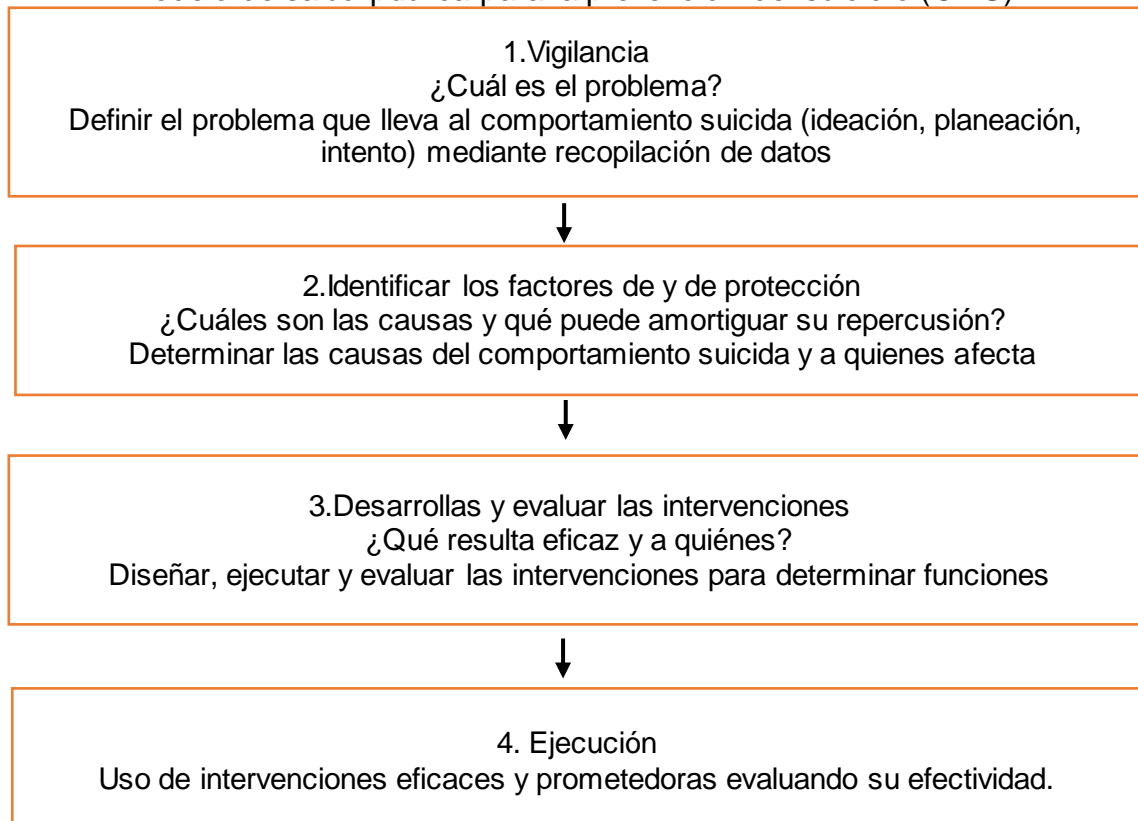 1.Vigilancia
¿Cuál es el problema?
Definir el problema que lleva al comportamiento suicida (ideación, planeación,
intento) mediante recopilación de datos
2.Identificar los factores de y de protección
¿Cuáles son las causas y qué puede amortiguar su repercusión?
Determinar las causas del comportamiento suicida y a quienes afecta
3.Desarrollas y evaluar las intervenciones
¿Qué resulta eficaz y a quiénes?
Diseñar, ejecutar y evaluar las intervenciones para determinar funciones
4. Ejecución
Uso de intervenciones eficaces y prometedoras evaluando su efectividad.